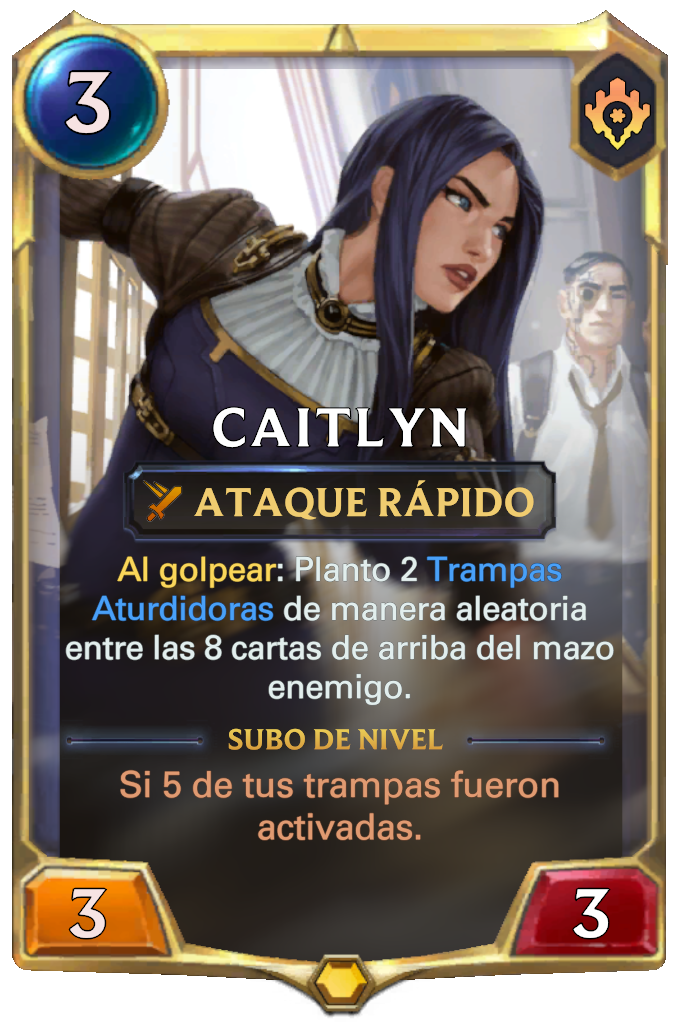 3
CAITLYN
ATAQUE RÁPIDO
Al golpear: Planto 2 Trampas
Aturdidoras de manera aleatoria
entre las 8 cartas de arriba del mazo
enemigo.
SUBO DE NIVEL
Si 5 de tus trampas fueron
activadas.
3
3